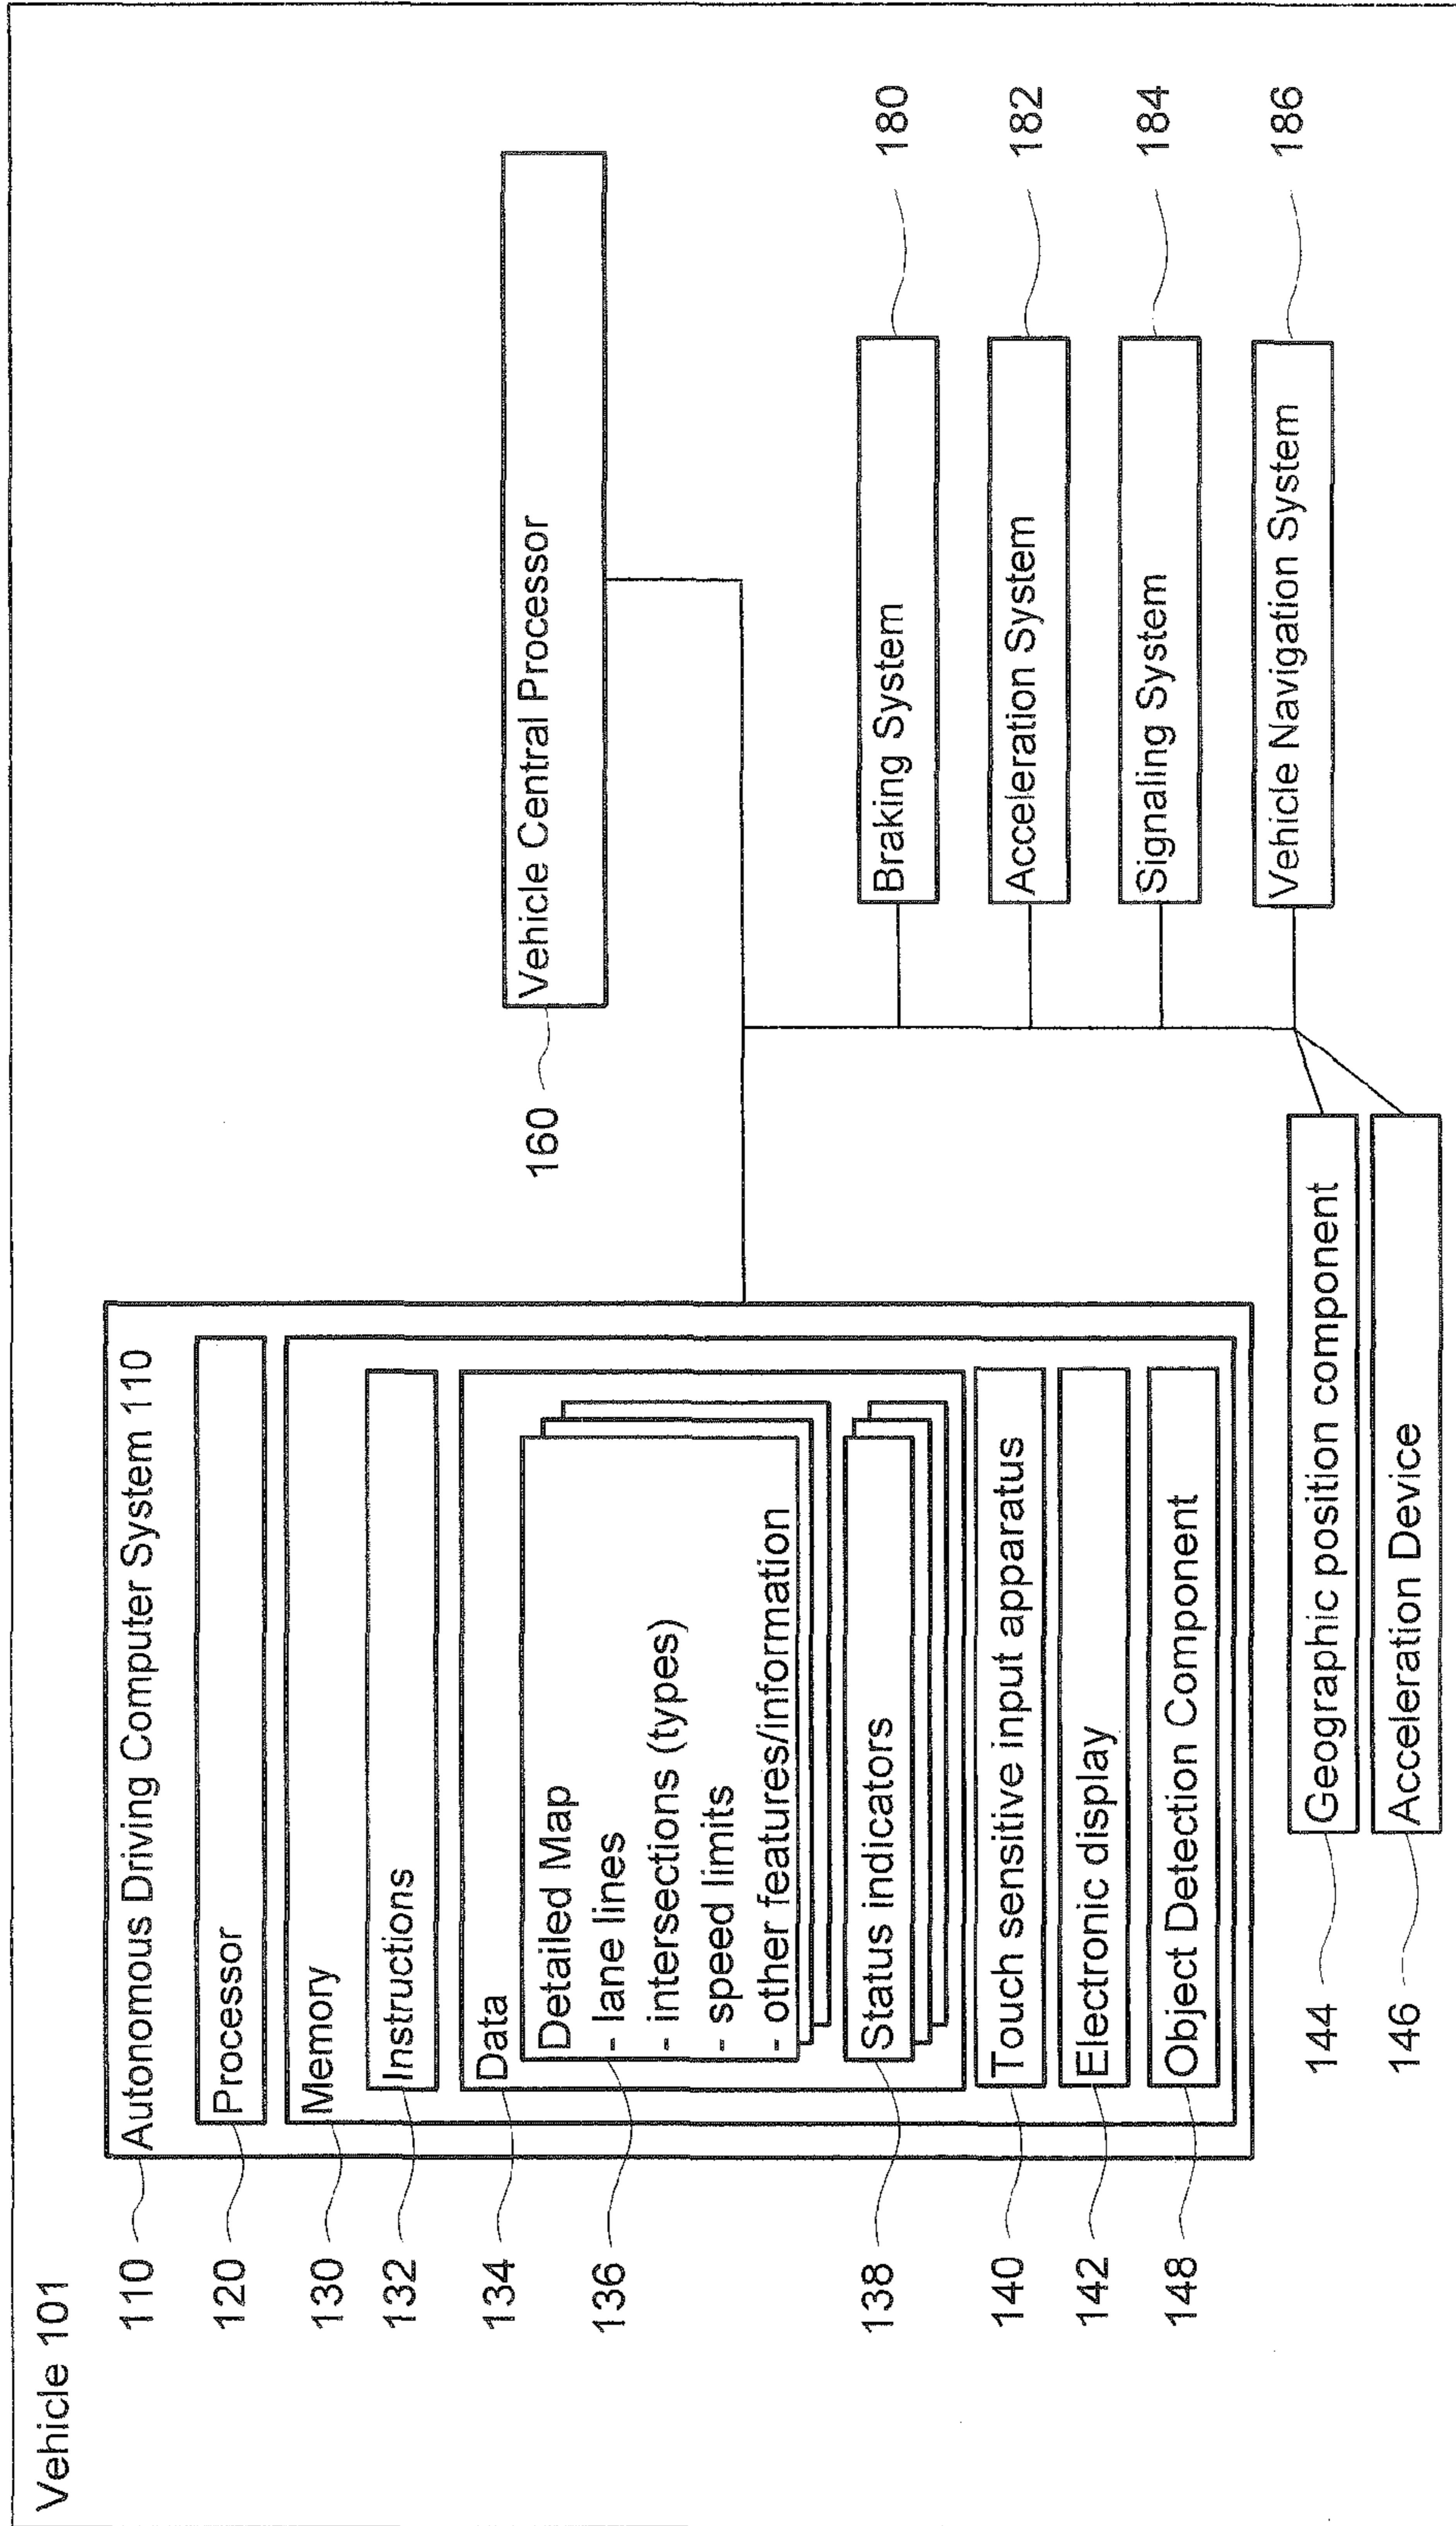 Vehicle 101
110
Autonomous Driving Computer System 110
120
Processor
130
Memory
132
Instructions
134
Data
136
Detailed Map
- lane lines
- intersections (types)
- speed limits
- other features/information
138
Status indicators
140
Touch sensitive input apparatus
142
Electronic display
148
Object Detection Component
144
Geographic position component
146
Acceleration Device
160
Vehicle Central Processor
Braking System
180
Acceleration System
182
Signaling System
184
Vehicle Navigation System
186